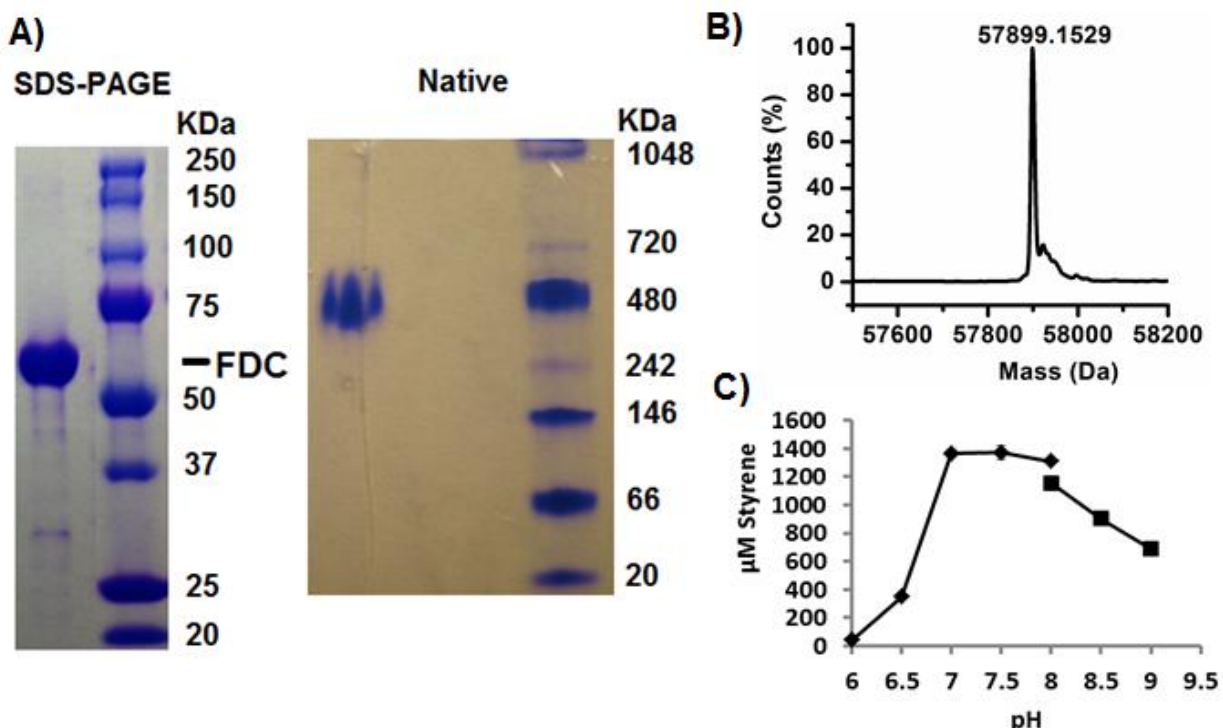 A)
SDS-PAGE
KDa
250
150
100
75
FDC
50
37
25
20
Native
KDa
1048
720
480
242
146
66
20
B)
57899.1529
Counts (%)
100
80
60
40
20
0
57600 57800 58000 58200
Mass (Da)
C)
µM Styrene
1600
1400
1200
1000
800
600
400
200
0
6 6.5 7 7.5 8 8.5 9 9.5
pH